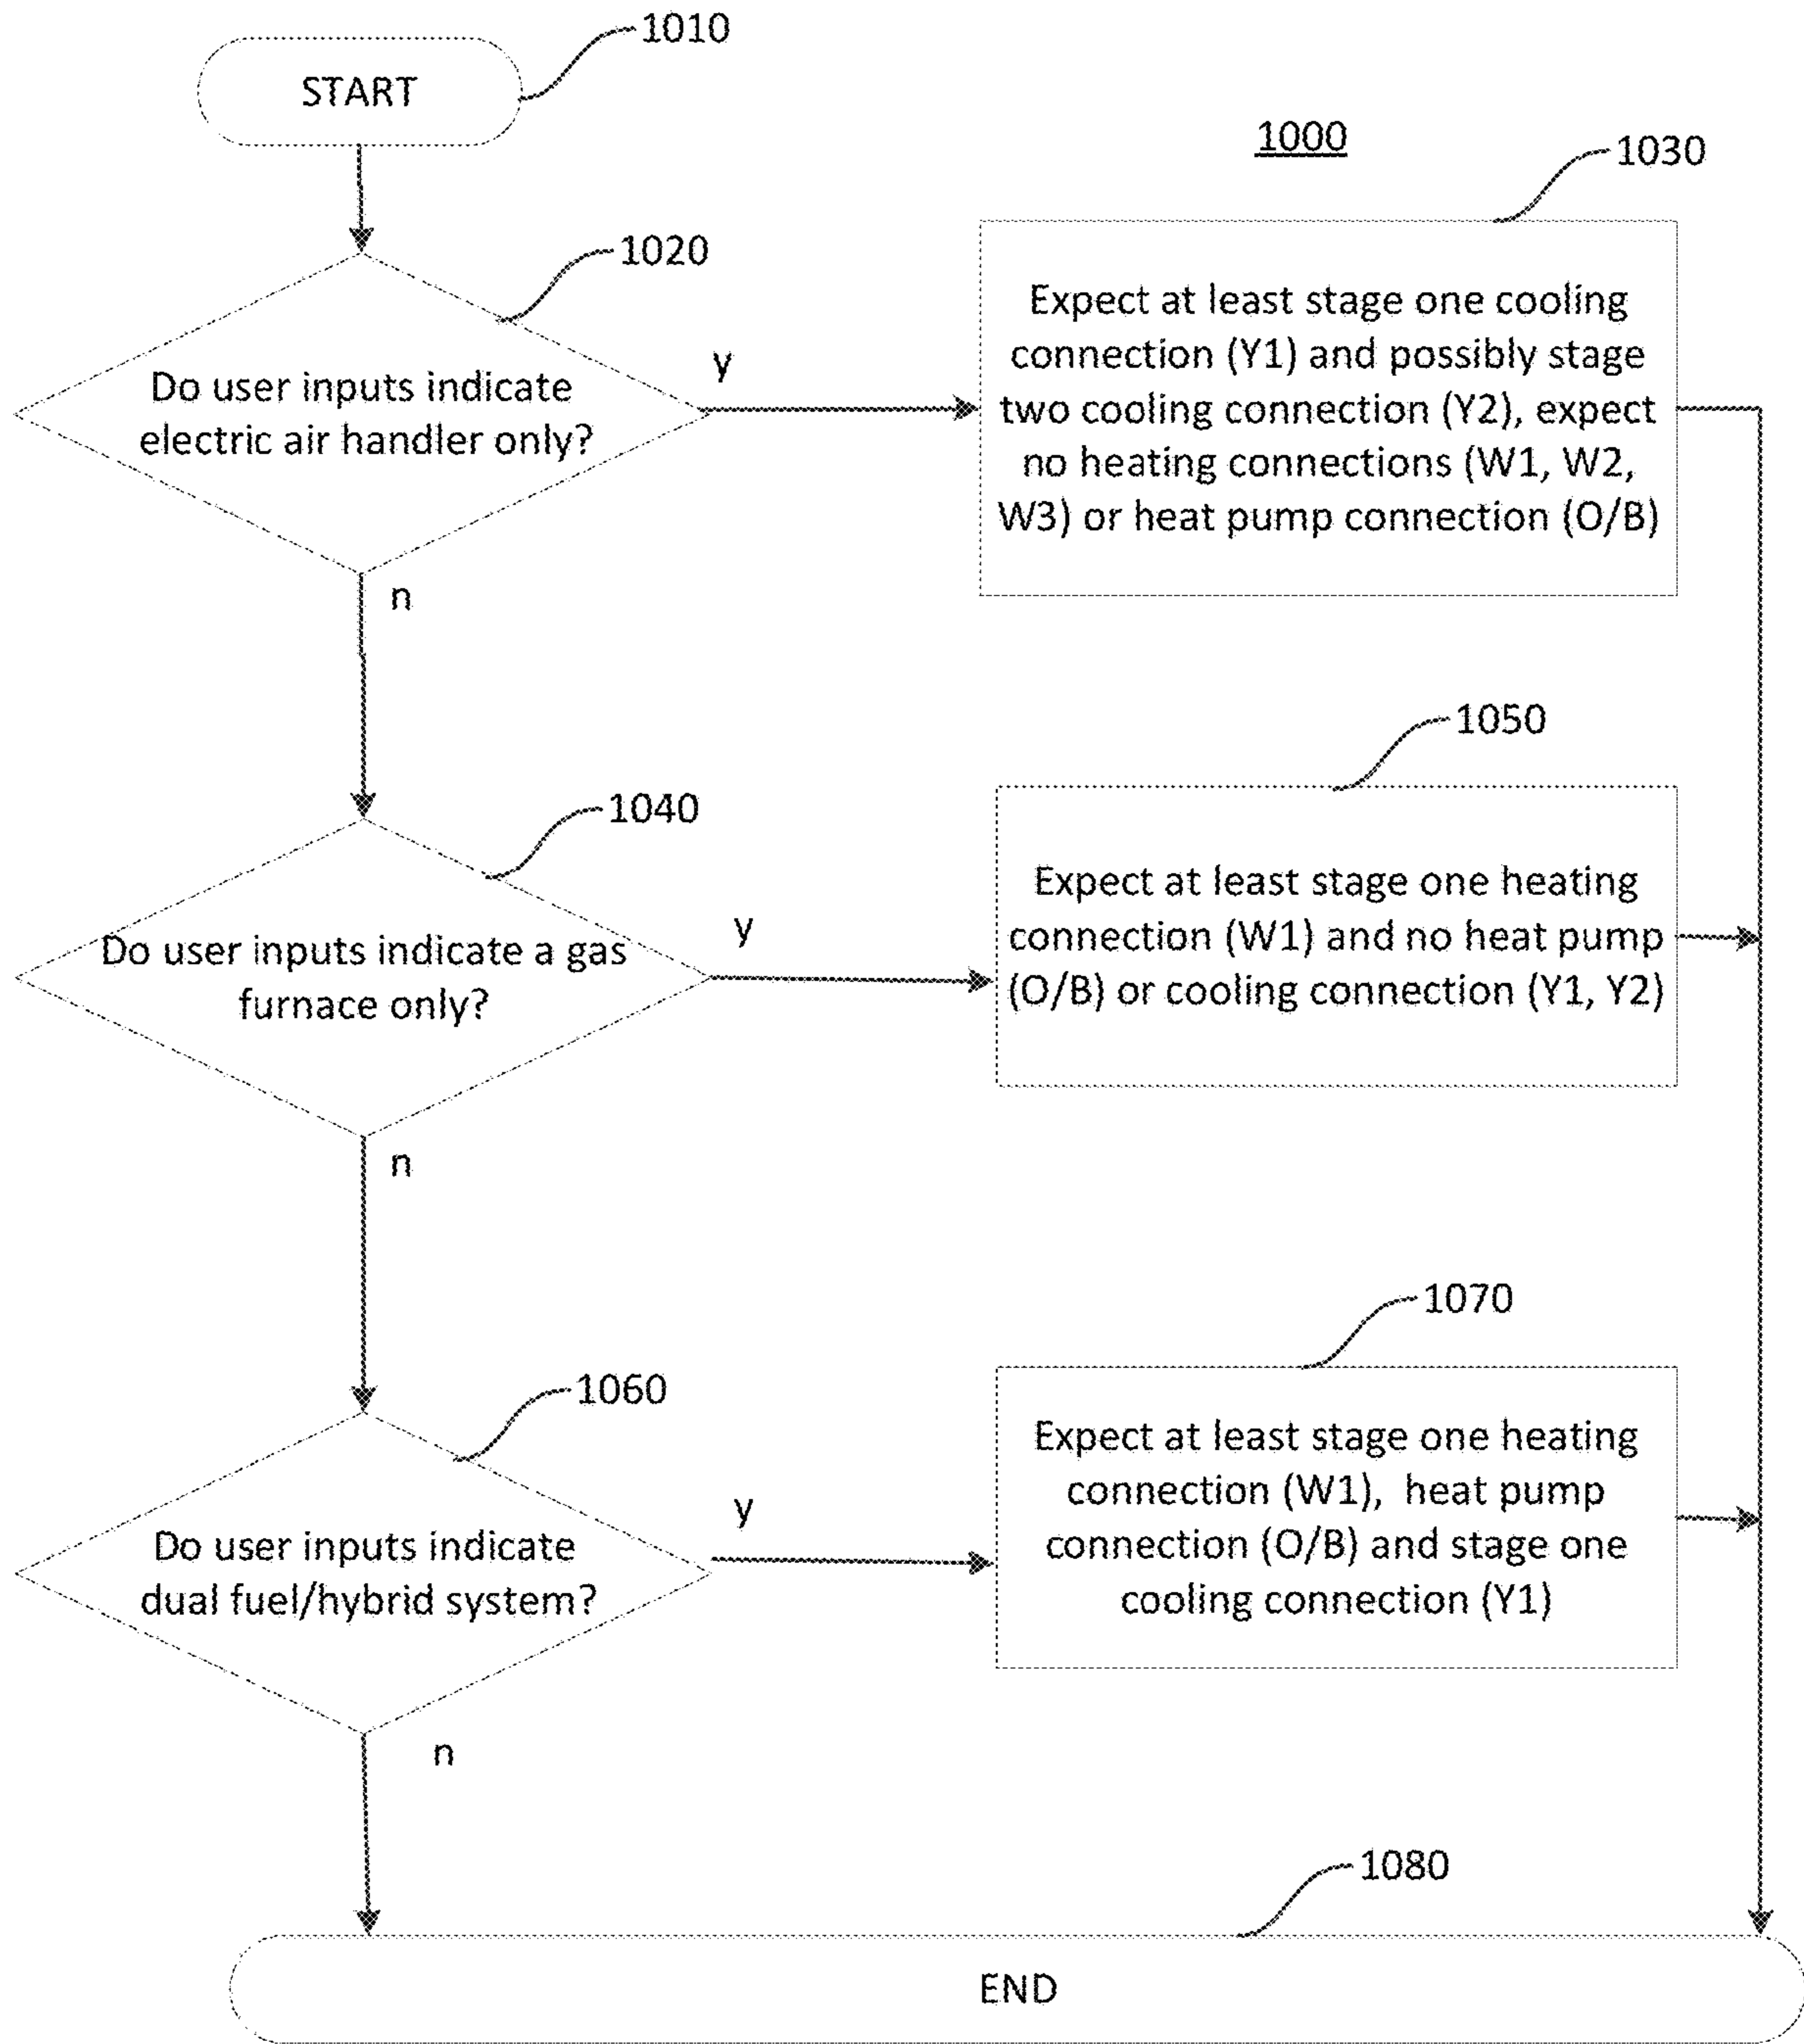 1010
START
1000
1030
1020
Expect at least stage one cooling
connection (Y1) and possibly stage
two cooling connection (Y2), expect
no heating connections (W1, W2,
W3) or heat pump connection (O/B)
y
Do user inputs indicate
electric air handler only?
n
1050
1040
Expect at least stage one heating
connection (W1) and no heat pump
(O/B) or cooling connection (Y1, Y2)
y
Do user inputs indicate a gas
furnace only?
n
1070
1060
Expect at least stage one heating
connection (W1), heat pump
connection (O/B) and stage one
cooling connection (Y1)
y
Do user inputs indicate
dual fuel/hybrid system?
n
1080
END